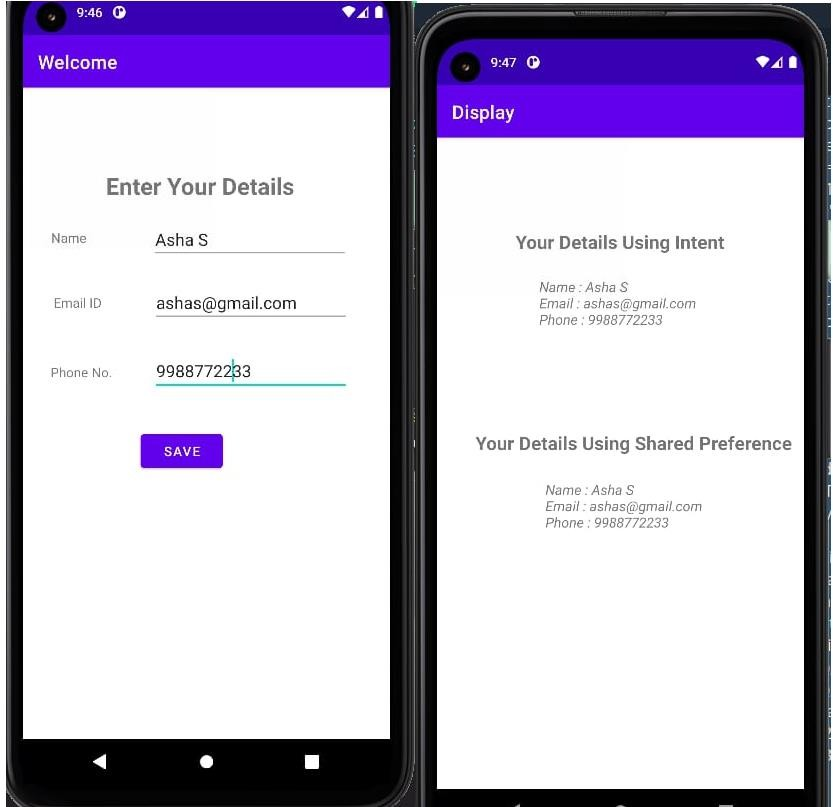 9:46
Welcome
Enter Your Details
Name
Asha S
Email ID
ashas@gmail.com
Phone No.
9988772233
SAVE
9:47
Display
Your Details Using Intent
Name : Asha S
Email : ashas@gmail.com
Phone : 9988772233
Your Details Using Shared Preference
Name : Asha S
Email : ashas@gmail.com
Phone : 9988772233